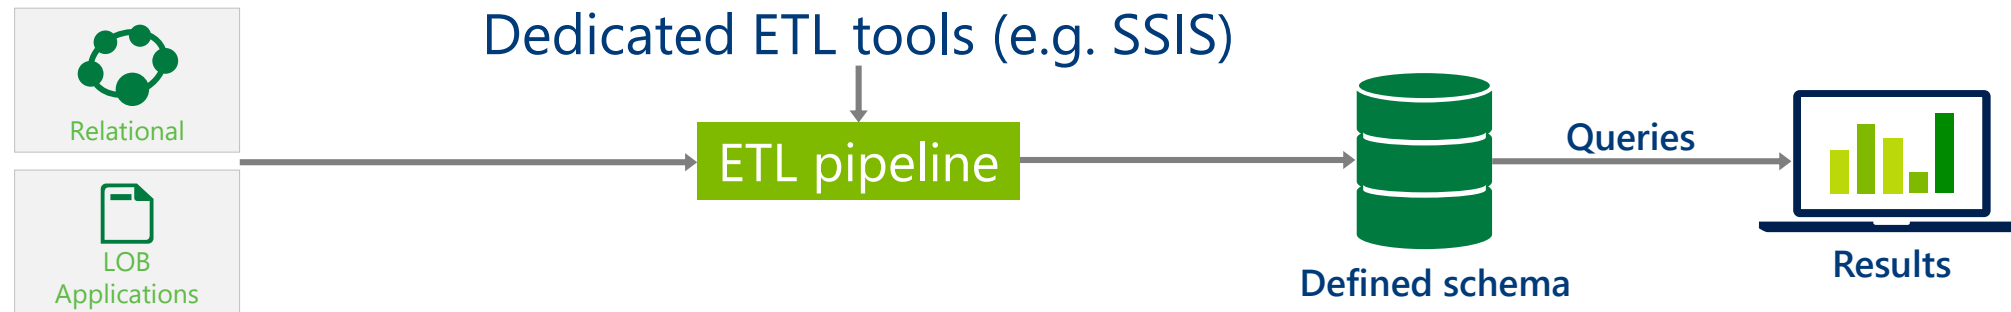 Dedicated ETL tools (e.g. SSIS)
Relational
ETL pipeline
Queries
LOB
Applications
Defined schema
Results